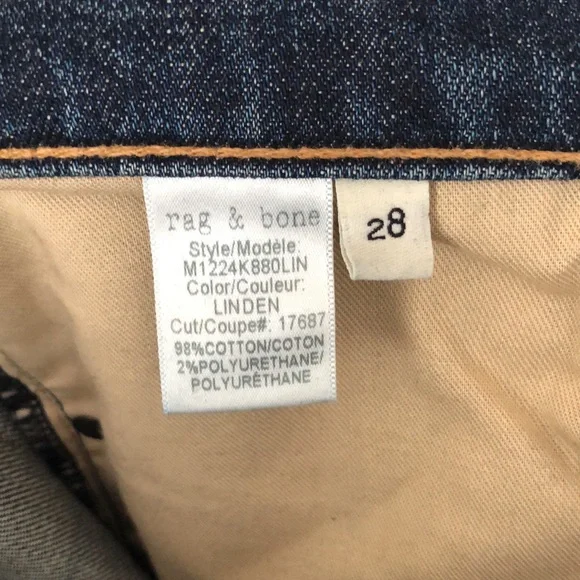 rag & bone
Style/Modèle:
M1224K880LIN
Color/Couleur:
LINDEN
Cut/Coupe#: 17687
98%COTTON/COTON
2%POLYURETHANE/
POLYURÉTHANE
28